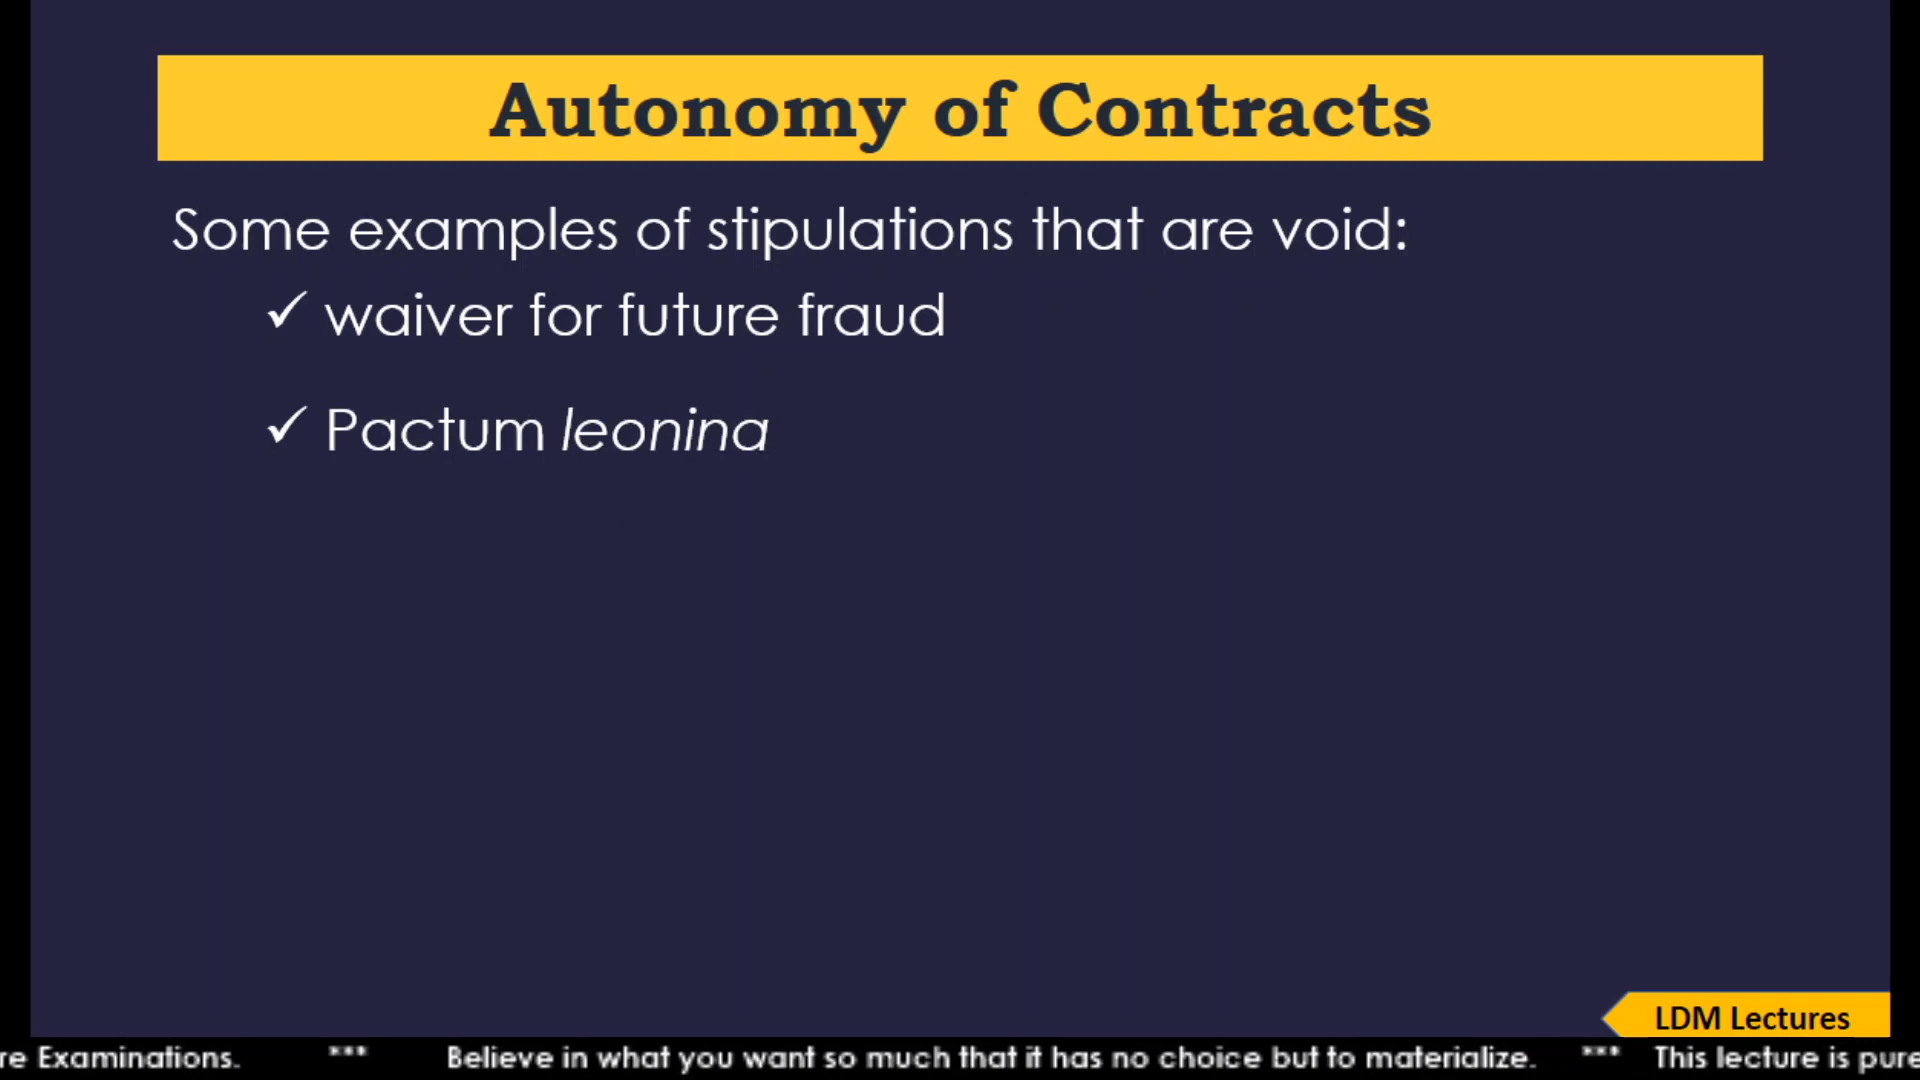 Autonomy of Contracts
Some examples of stipulations that are void:
✓ waiver for future fraud
✓ Pactum leonina
LDM Lectures
re Examinations. *** Believe in what you want so much that it has no choice but to materialize. *** This lecture is pure